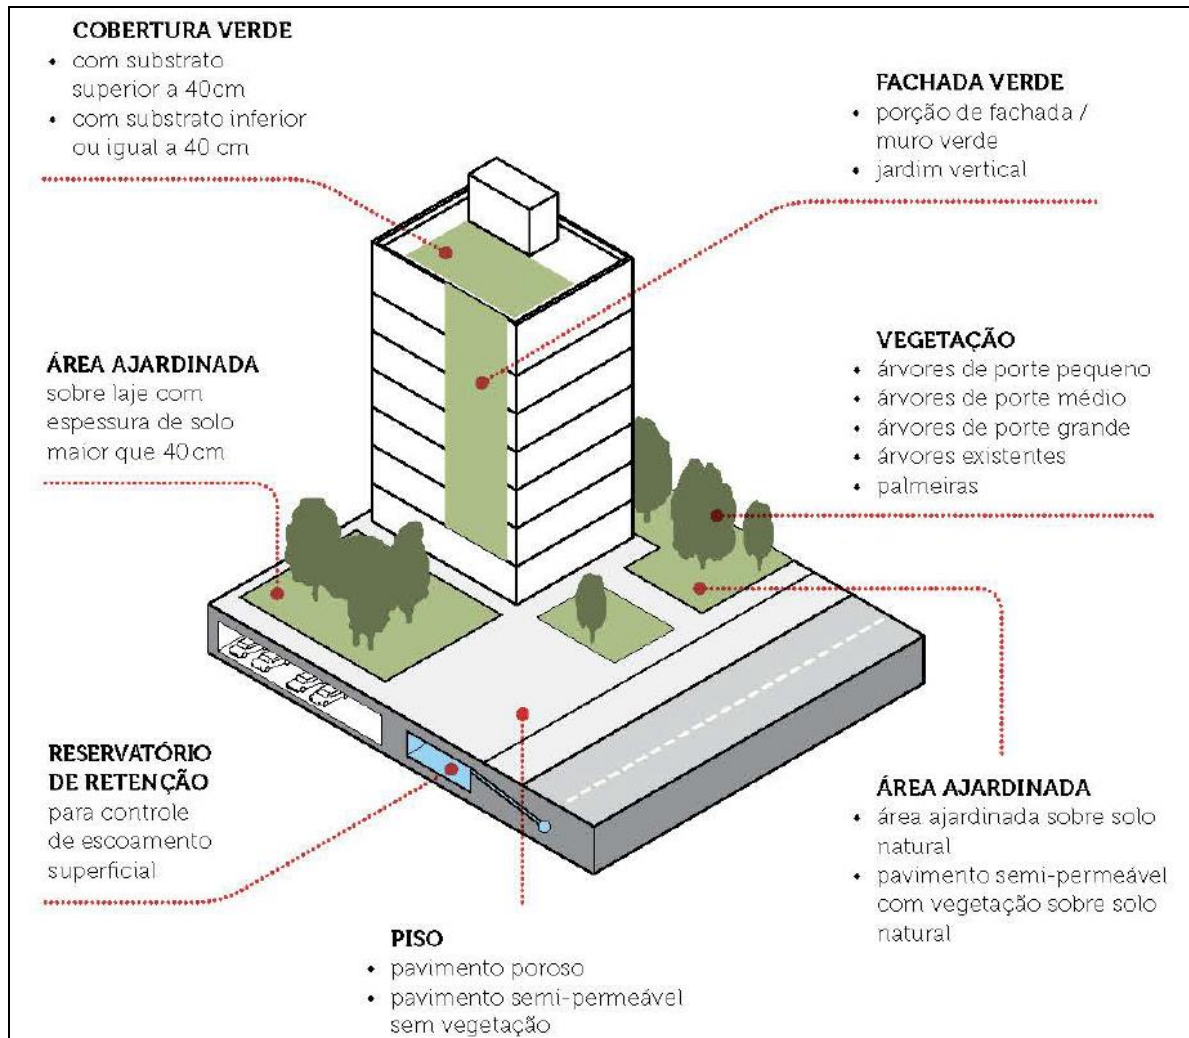 COBERTURA VERDE
• com substrato
superior a 40cm
• com substrato inferior
ou igual a 40 cm
FACHADA VERDE
• porção de fachada /
muro verde
• jardim vertical
ÁREA AJARDINADA
sobre laje com
espessura de solo
maior que 40cm
VEGETAÇÃO
• árvores de porte pequeno
• árvores de porte médio
• árvores de porte grande
• árvores existentes
• palmeiras
RESERVATÓRIO
DE RETENÇÃO
para controle
de escoamento
superficial
ÁREA AJARDINADA
• área ajardinada sobre solo
natural
• pavimento semi-permeável
com vegetação sobre solo
natural
PISO
• pavimento poroso
• pavimento semi-permeável
sem vegetação